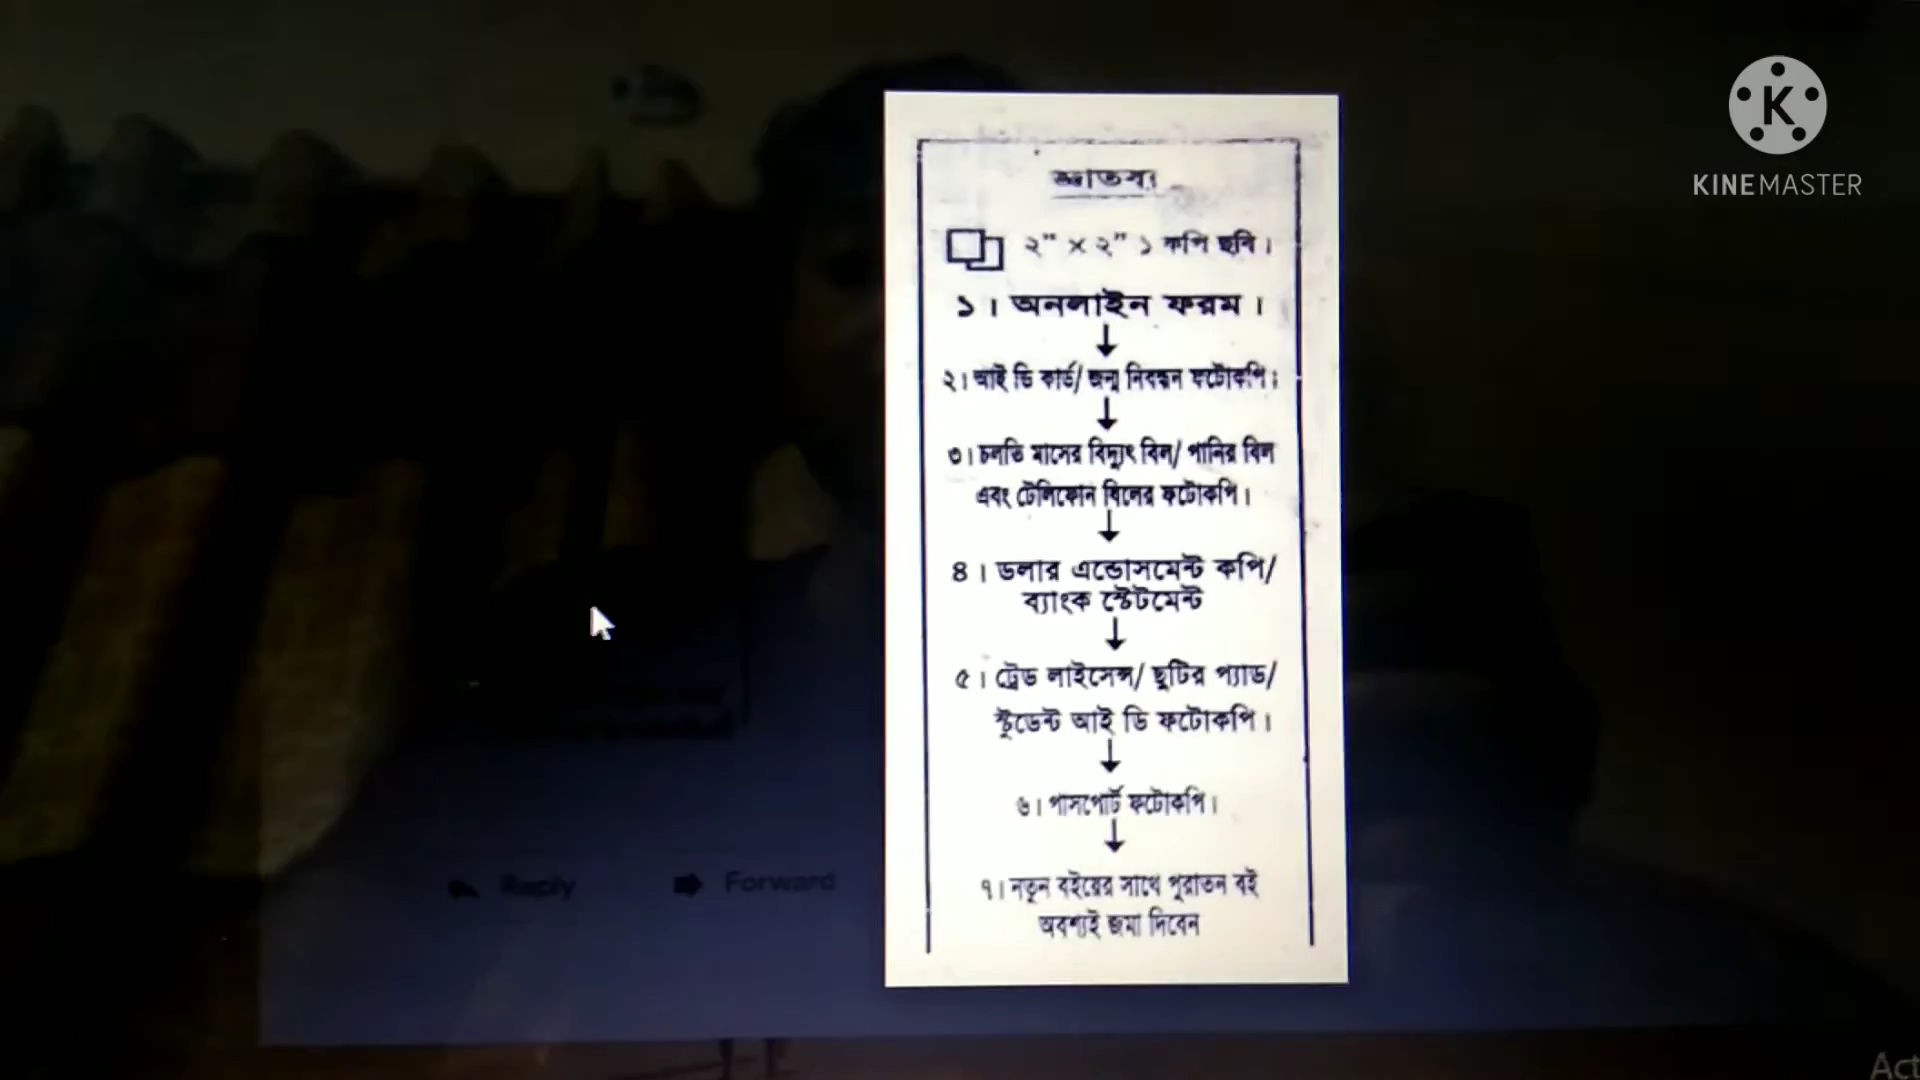 জ্ঞাতব্য
২" × ২" ১ কপি ছবি।
১। অনলাইন ফরম।
২। আই ডি কার্ড/ জন্ম নিবন্ধন ফটোকপি।
৩। চলতি মাসের বিদ্যুৎ বিল/ পানির বিল
এবং টেলিফোন বিলের ফটোকপি।
৪। ডলার এন্ডোসমেন্ট কপি/
ব্যাংক স্টেটমেন্ট
৫। ট্রেড লাইসেন্স/ ছুটির প্যাড/
স্টুডেন্ট আই ডি ফটোকপি।
৬। পাসপোর্ট ফটোকপি।
৭। নতুন বইয়ের সাথে পুরাতন বই
অবশ্যই জমা দিবেন
Reply
Forward
K
KINEMASTER
Act